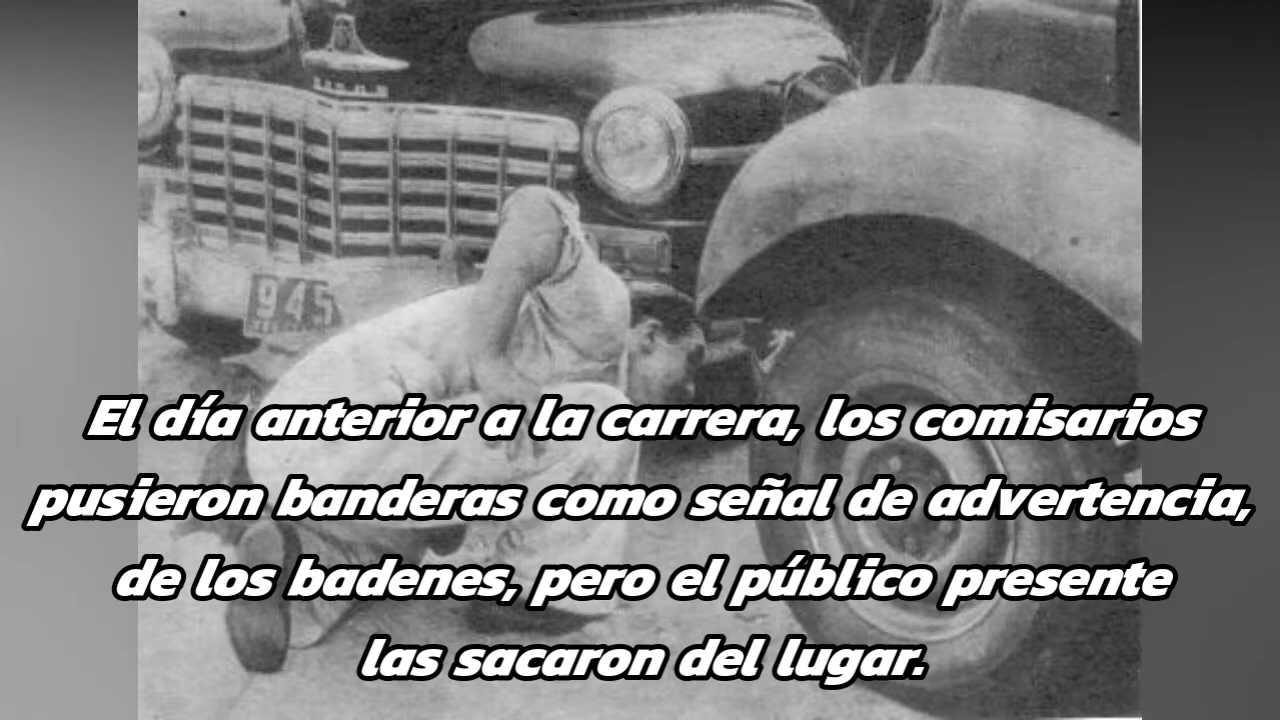 945
El día anterior a la carrera, los comisarios
pusieron banderas como señal de advertencia,
de los badenes, pero el público presente
las sacaron del lugar.